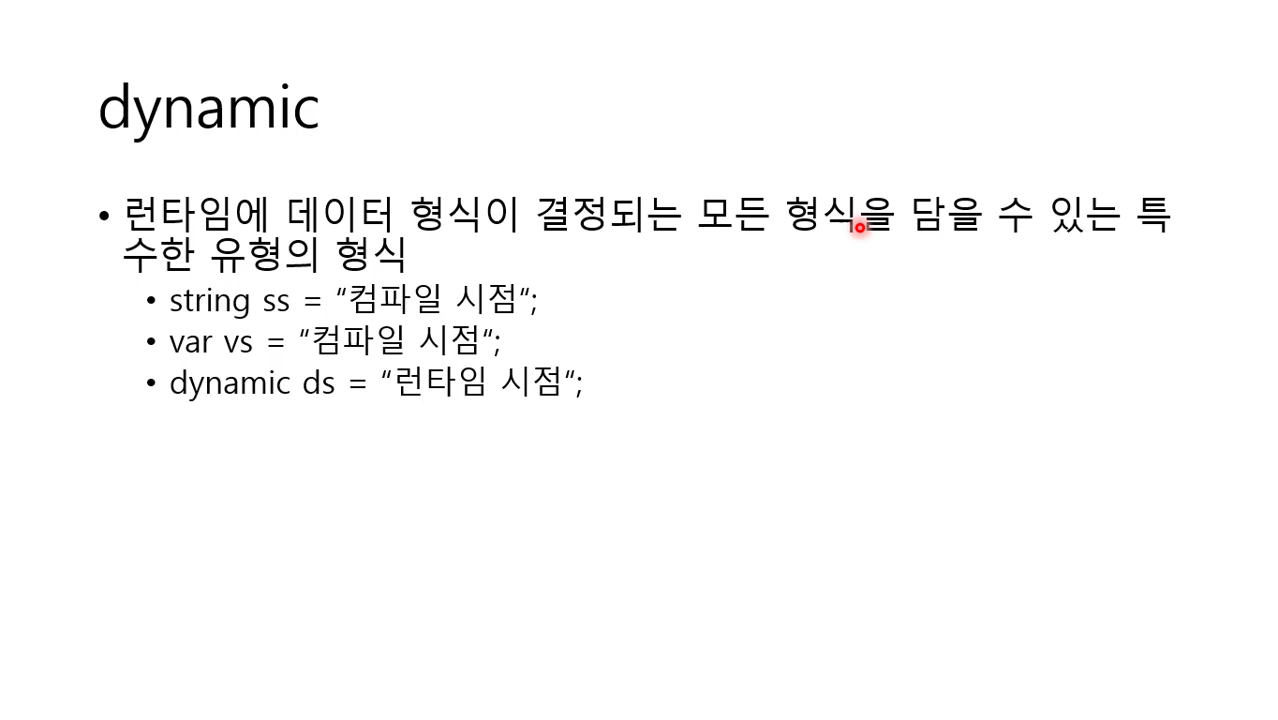 dynamic
• 런타임에 데이터 형식이 결정되는 모든 형식을 담을 수 있는 특
수한 유형의 형식
• string ss = “컴파일 시점“;
• var vs = “컴파일 시점“;
• dynamic ds = “런타임 시점“;